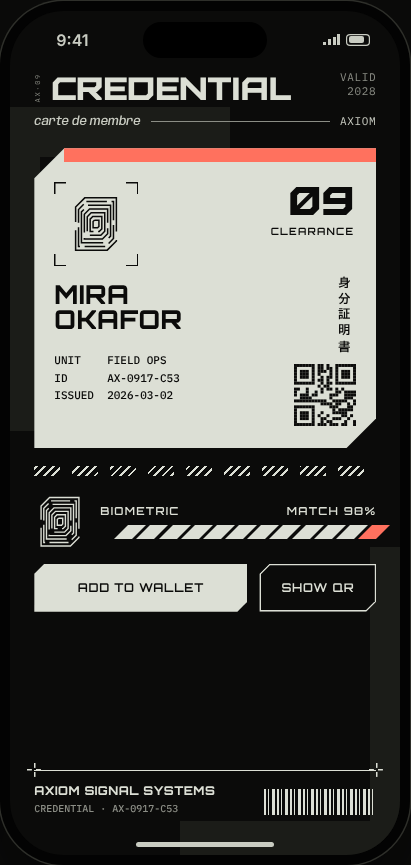 9:41
AX·09
CREDENTIAL
VALID
2028
carte de membre
AXIOM
09
CLEARANCE
MIRA
OKAFOR
身分証明書
UNIT FIELD OPS
ID AX-0917-C53
ISSUED 2026-03-02
BIOMETRIC
MATCH 98%
ADD TO WALLET
SHOW QR
AXIOM SIGNAL SYSTEMS
CREDENTIAL · AX-0917-C53